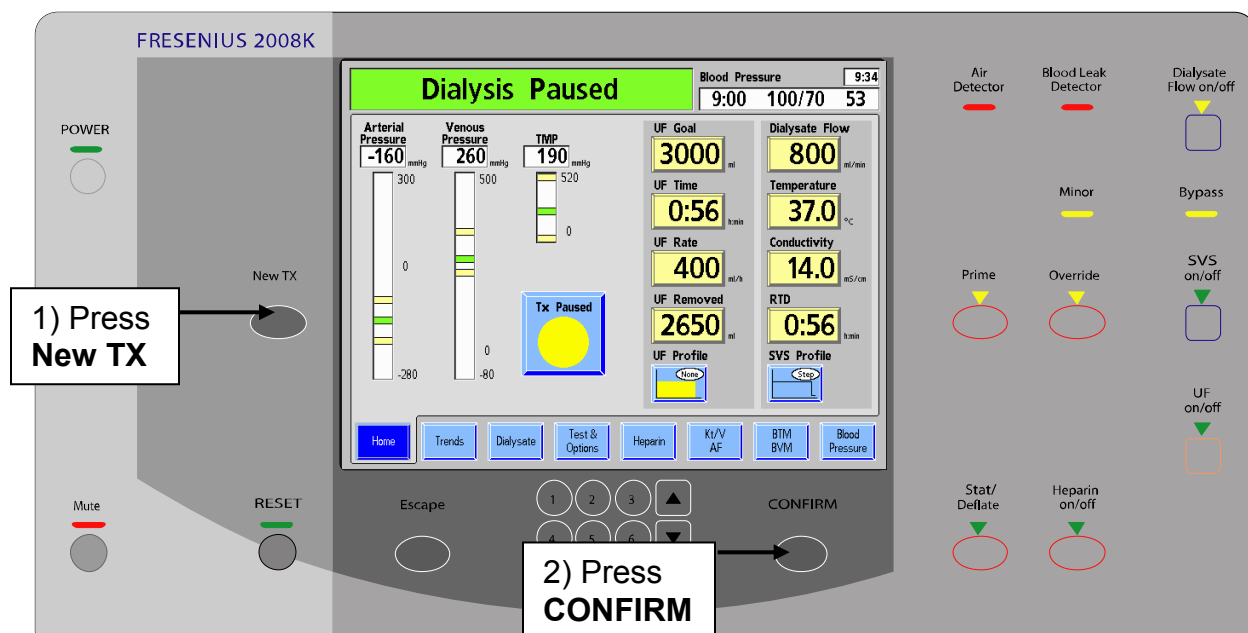 FRESENIUS 2008K
POWER
New TX
1) Press
New TX
Mute
RESET
Dialysis Paused
Blood Pressure
9:34
9:00 100/70 53
Arterial
Pressure
-160 mmHg
300
0
-280
Venous
Pressure
260 mmHg
500
0
-80
TMP
190 mmHg
520
0
Tx Paused
UF Goal
3000 ml
UF Time
0:56 h:min
UF Rate
400 ml/h
UF Removed
2650 ml
UF Profile
None
Dialysate Flow
800 ml/min
Temperature
37.0 °C
Conductivity
14.0 mS/cm
RTD
0:56 h:min
SVS Profile
Step
Home
Trends
Dialysate
Test &
Options
Heparin
Kt/V
AF
BTM
BVM
Blood
Pressure
Escape
1 2 3
4 5 6
CONFIRM
2) Press
CONFIRM
Air
Detector
Blood Leak
Detector
Dialysate
Flow on/off
Minor
Bypass
Prime
Override
SVS
on/off
UF
on/off
Stat/
Deflate
Heparin
on/off